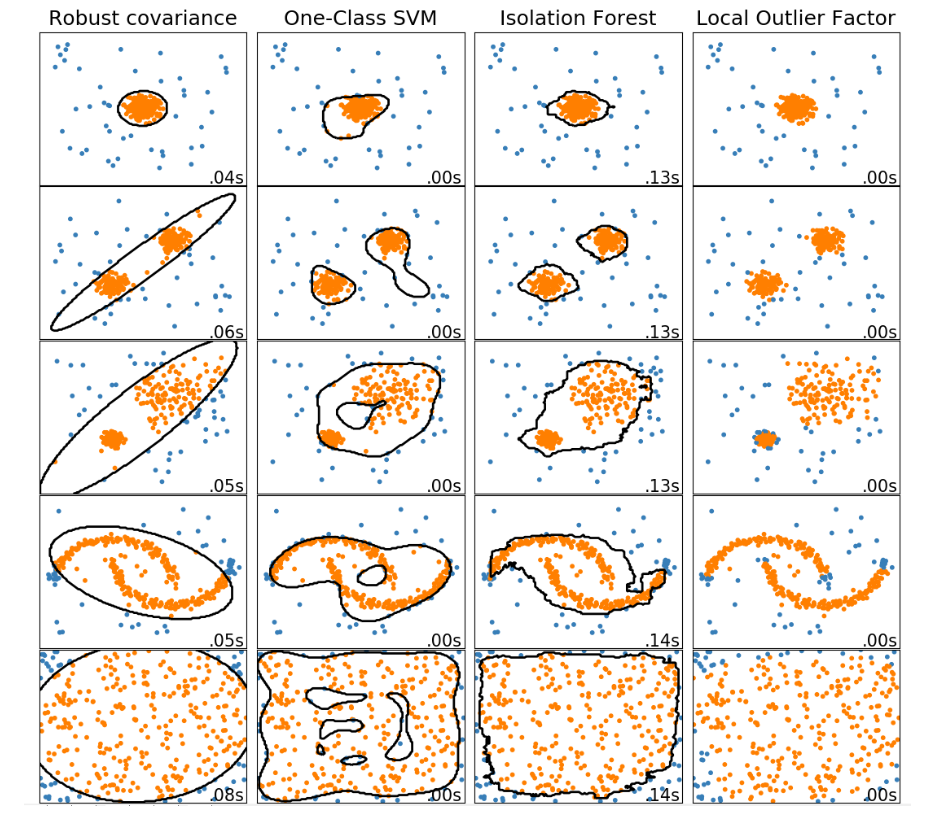 Robust covariance One-Class SVM Isolation Forest Local Outlier Factor
.04s .00s .13s .00s
.06s .00s .13s .00s
.05s .00s .13s .00s
.05s .00s .14s .00s
.08s .00s .14s .00s